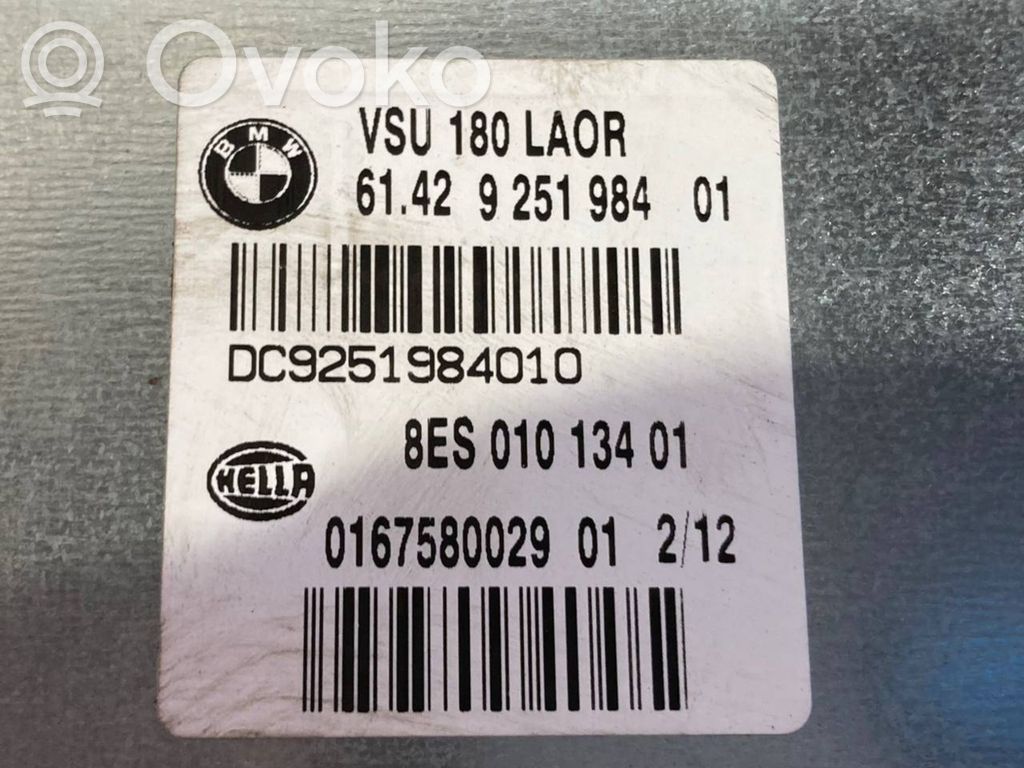 Ovoko
BMW
VSU 180 LAOR
61.42 9 251 984 01
DC9251984010
8ES 010 134 01
HELLA
0167580029 01 2/12